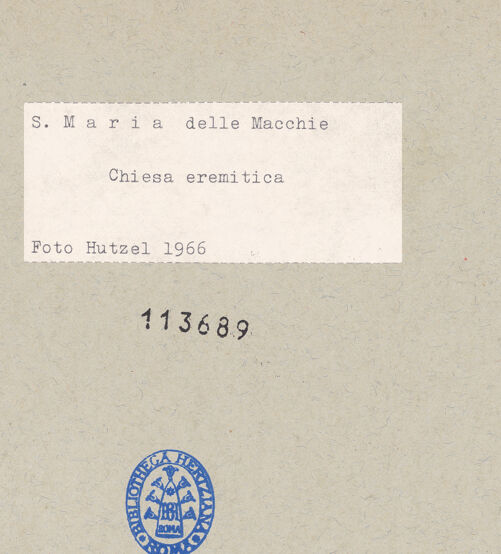 S. M a r i a delle Macchie
Chiesa eremitica
Foto Hutzel 1966
113689
BIBLIOTHECA HERTZIANA
ROMA